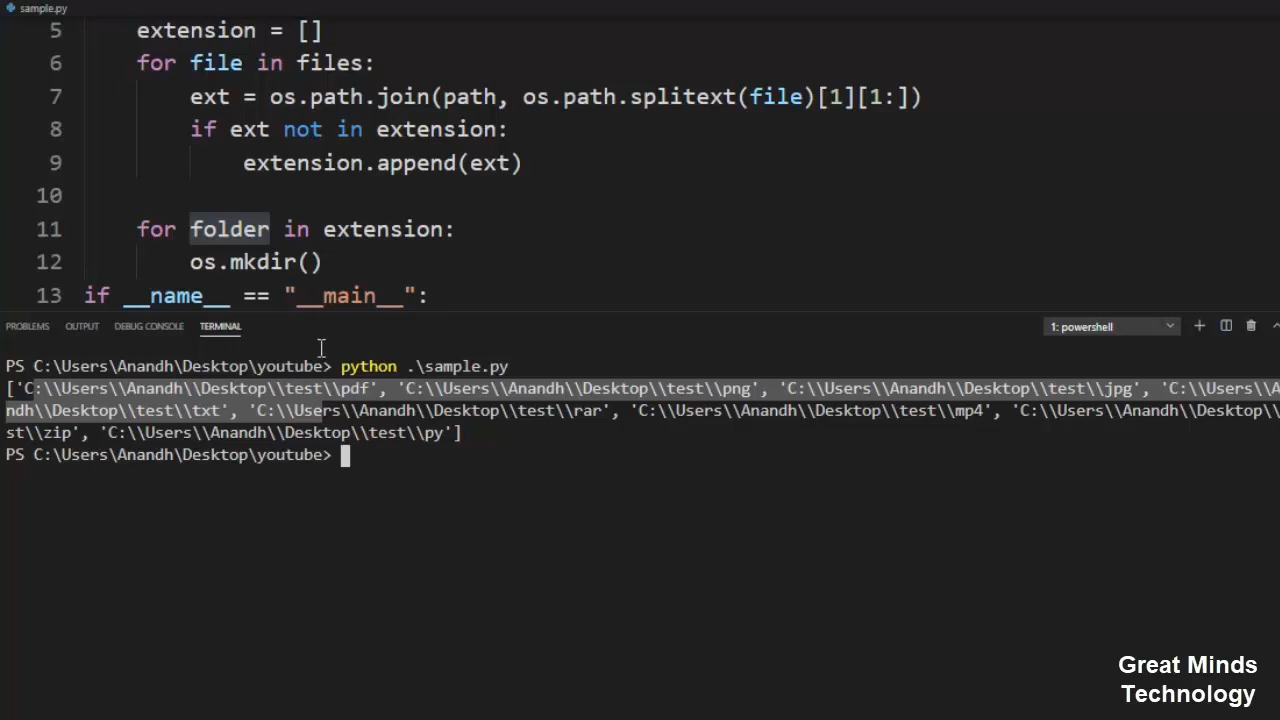 sample.py
5 extension = []
6 for file in files:
7 ext = os.path.join(path, os.path.splitext(file)[1][1:])
8 if ext not in extension:
9 extension.append(ext)
10
11 for folder in extension:
12 os.mkdir()
13 if __name__ == "__main__":
PROBLEMS OUTPUT DEBUG CONSOLE TERMINAL 1: powershell
PS C:\Users\Anandh\Desktop\youtube> python .\sample.py
['C:\\Users\\Anandh\\Desktop\\test\\pdf', 'C:\\Users\\Anandh\\Desktop\\test\\png', 'C:\\Users\\Anandh\\Desktop\\test\\jpg', 'C:\\Users\\A
ndh\\Desktop\\test\\txt', 'C:\\Users\\Anandh\\Desktop\\test\\rar', 'C:\\Users\\Anandh\\Desktop\\test\\mp4', 'C:\\Users\\Anandh\\Desktop\\
st\\zip', 'C:\\Users\\Anandh\\Desktop\\test\\py']
PS C:\Users\Anandh\Desktop\youtube>
Great Minds
Technology